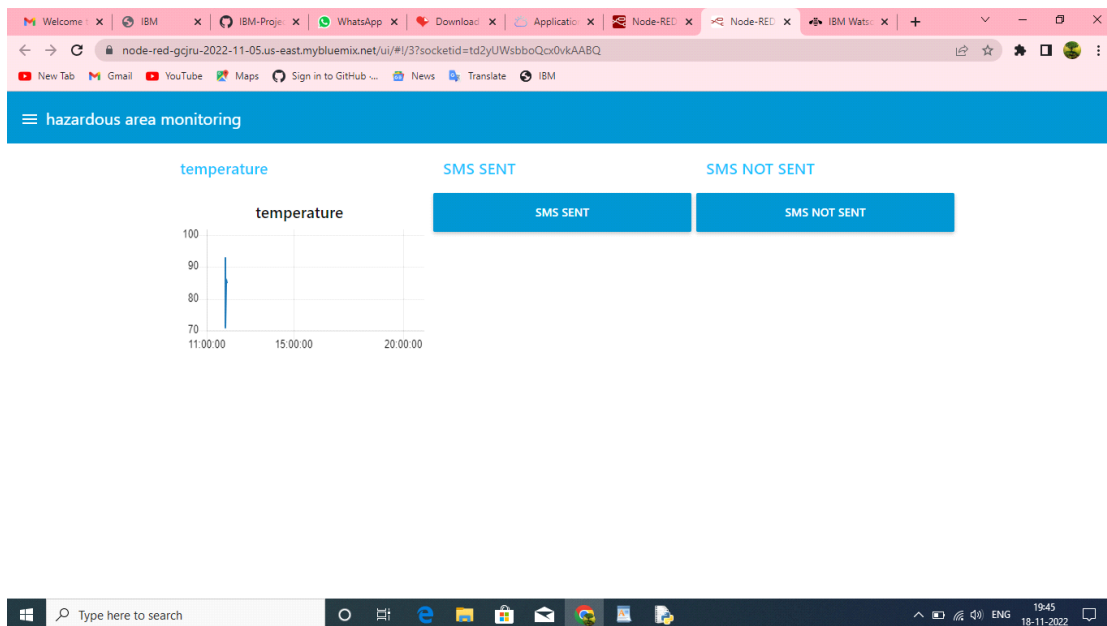 Welcome t
IBM
IBM-Projec
WhatsApp
Download
Application
Node-RED
Node-RED
IBM Watso
node-red-gcjru-2022-11-05.us-east.mybluemix.net/ui/#!/3?socketid=td2yUWsbboQcx0vkAABQ
New Tab
Gmail
YouTube
Maps
Sign in to GitHub ·...
News
Translate
IBM
hazardous area monitoring
temperature
SMS SENT
SMS NOT SENT
temperature
SMS SENT
SMS NOT SENT
100
90
80
70
11:00:00 15:00:00 20:00:00
Type here to search
ENG
19:45
18-11-2022